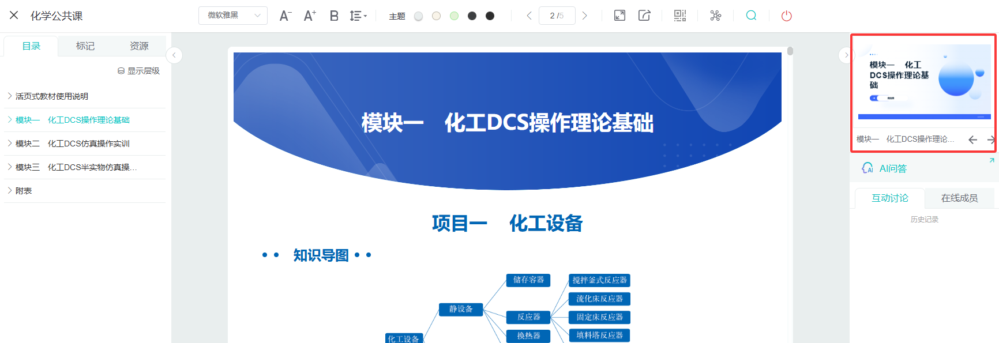 化学公共课
微软雅黑
A⁻ A⁺ B
主题
2 /5
目录 标记 资源
显示层级
活页式教材使用说明
模块一 化工DCS操作理论基础
模块二 化工DCS仿真操作实训
模块三 化工DCS半实物仿真操...
附表
模块一 化工DCS操作理论基础
项目一 化工设备
知识导图
储存容器
搅拌釜式反应器
流化床反应器
静设备
反应器
固定床反应器
换热器
填料塔反应器
化工设备
模块一 化工
DCS操作理论基
础
模块一 化工DCS操作理论...
AI问答
互动讨论 在线成员
历史记录